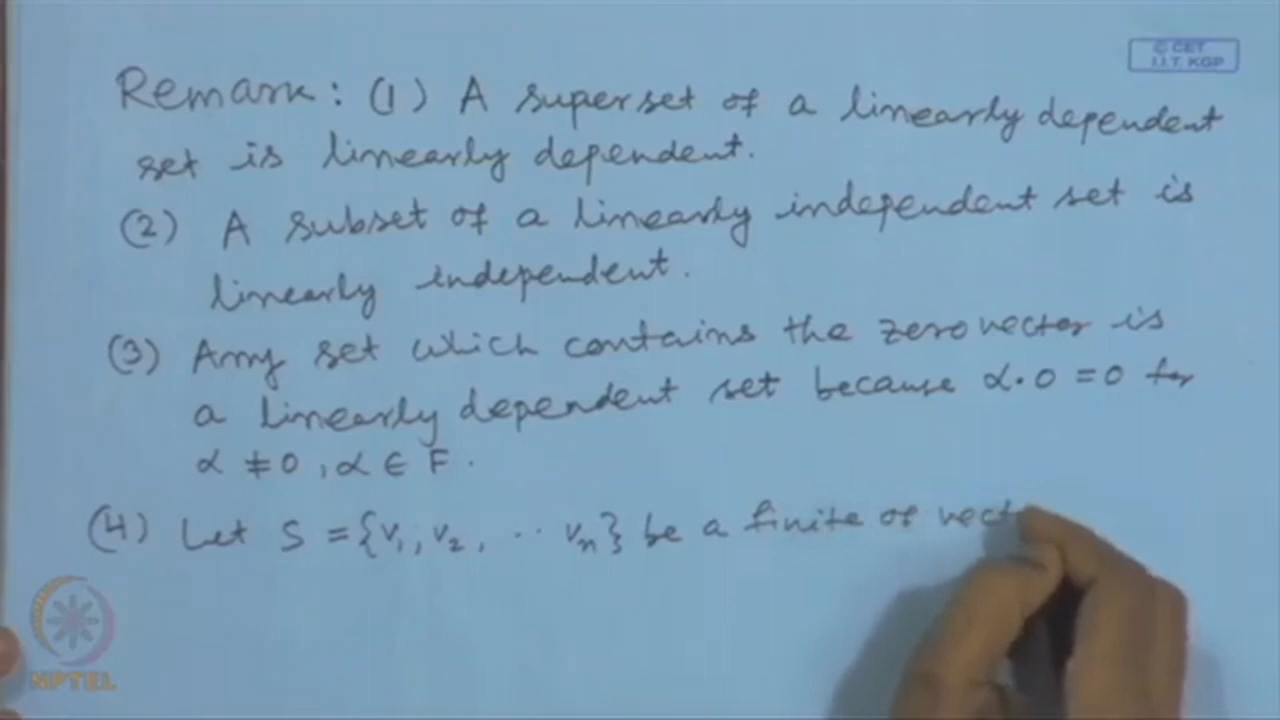 © CET
I.I.T. KGP
Remark: (1) A superset of a linearly dependent
set is linearly dependent.
(2) A subset of a linearly independent set is
linearly independent.
(3) Any set which contains the zero vector is
a linearly dependent set because α.0 = 0 for
α ≠ 0, α ∈ F.
(4) Let S = {v₁, v₂, .. vₙ} be a finite of vect
NPTEL